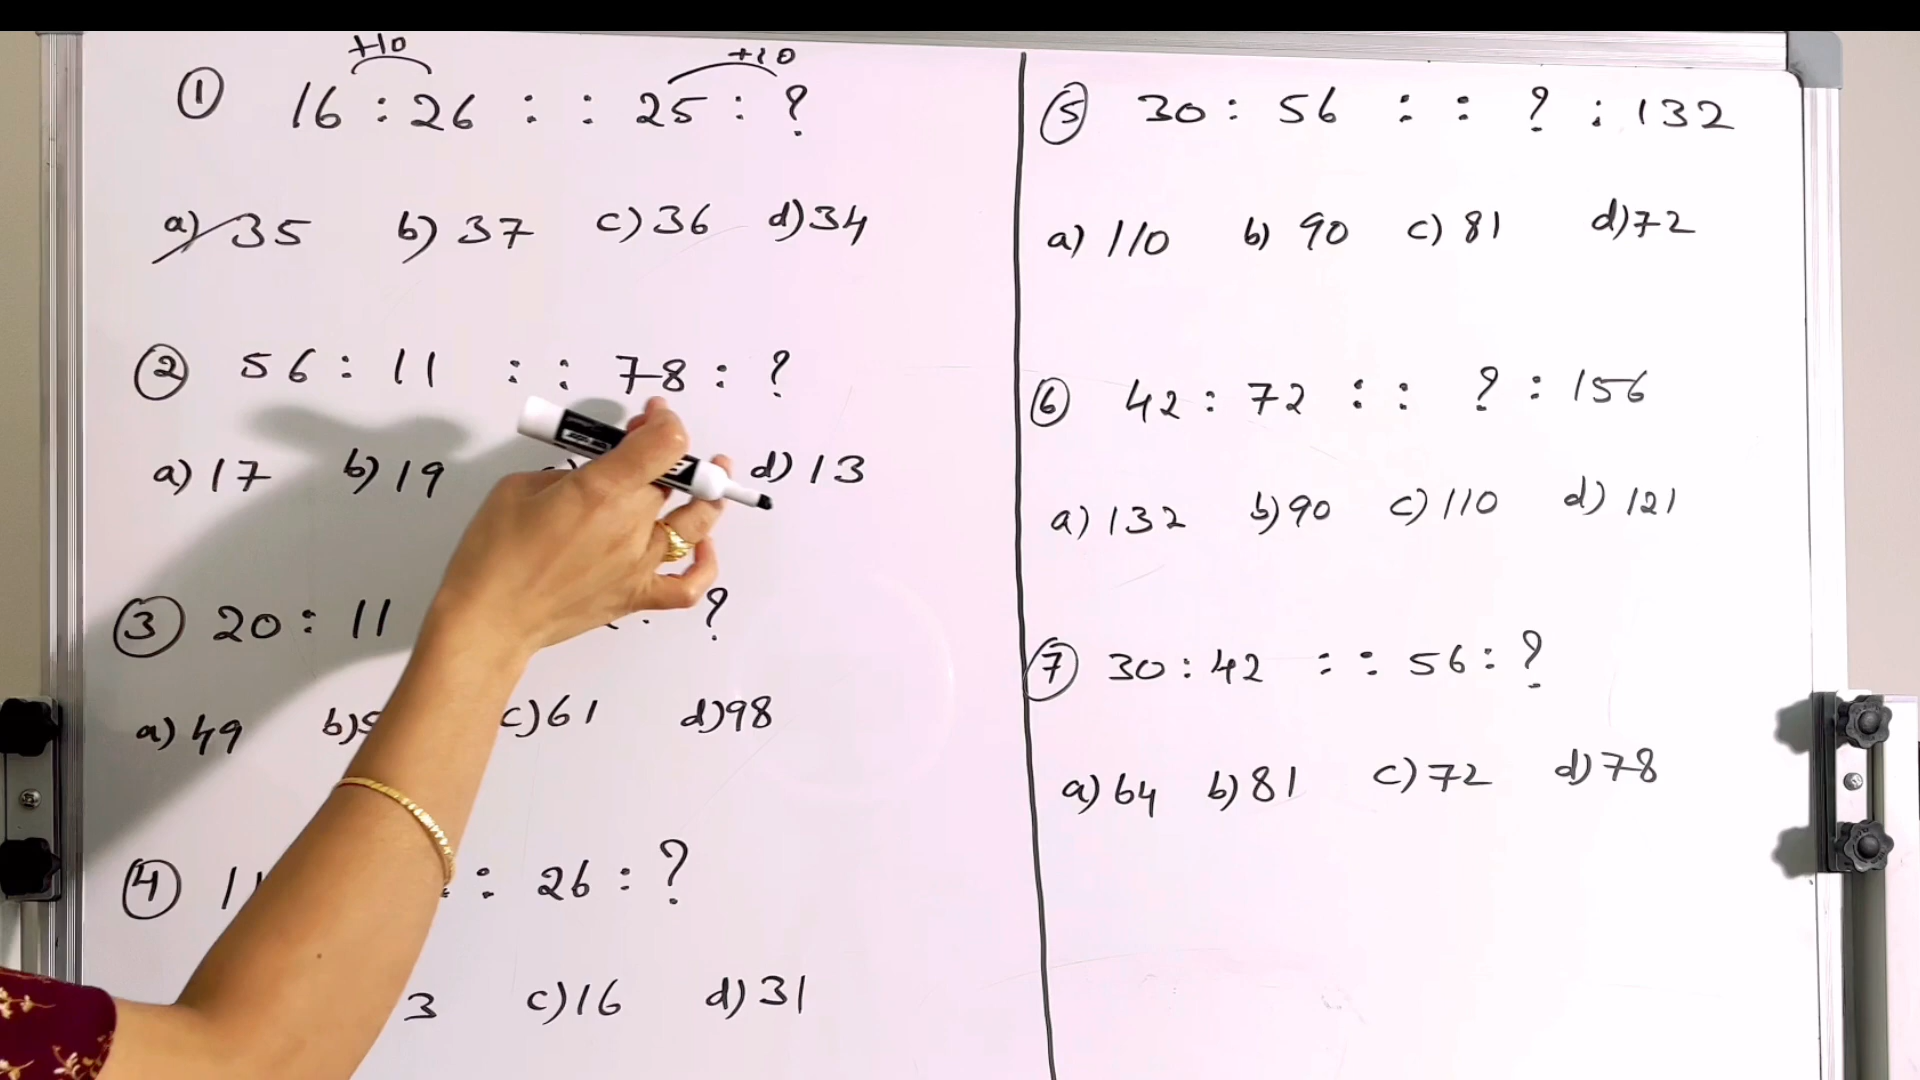 +10 +10
① 16 : 26 : : 25 : ?
a) 35 b) 37 c) 36 d) 34
② 56 : 11 : : 78 : ?
a) 17 b) 19 d) 13
③ 20 : 11 : ?
a) 49 b) c) 61 d) 98
④ : : 26 : ?
3 c) 16 d) 31
⑤ 30 : 56 : : ? : 132
a) 110 b) 90 c) 81 d) 72
⑥ 42 : 72 : : ? : 156
a) 132 b) 90 c) 110 d) 121
⑦ 30 : 42 : : 56 : ?
a) 64 b) 81 c) 72 d) 78